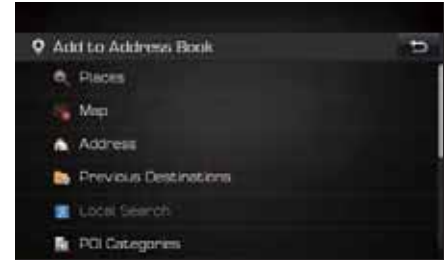 Add to Address Book
Places
Map
Address
Previous Destinations
Local Search
POI Categories